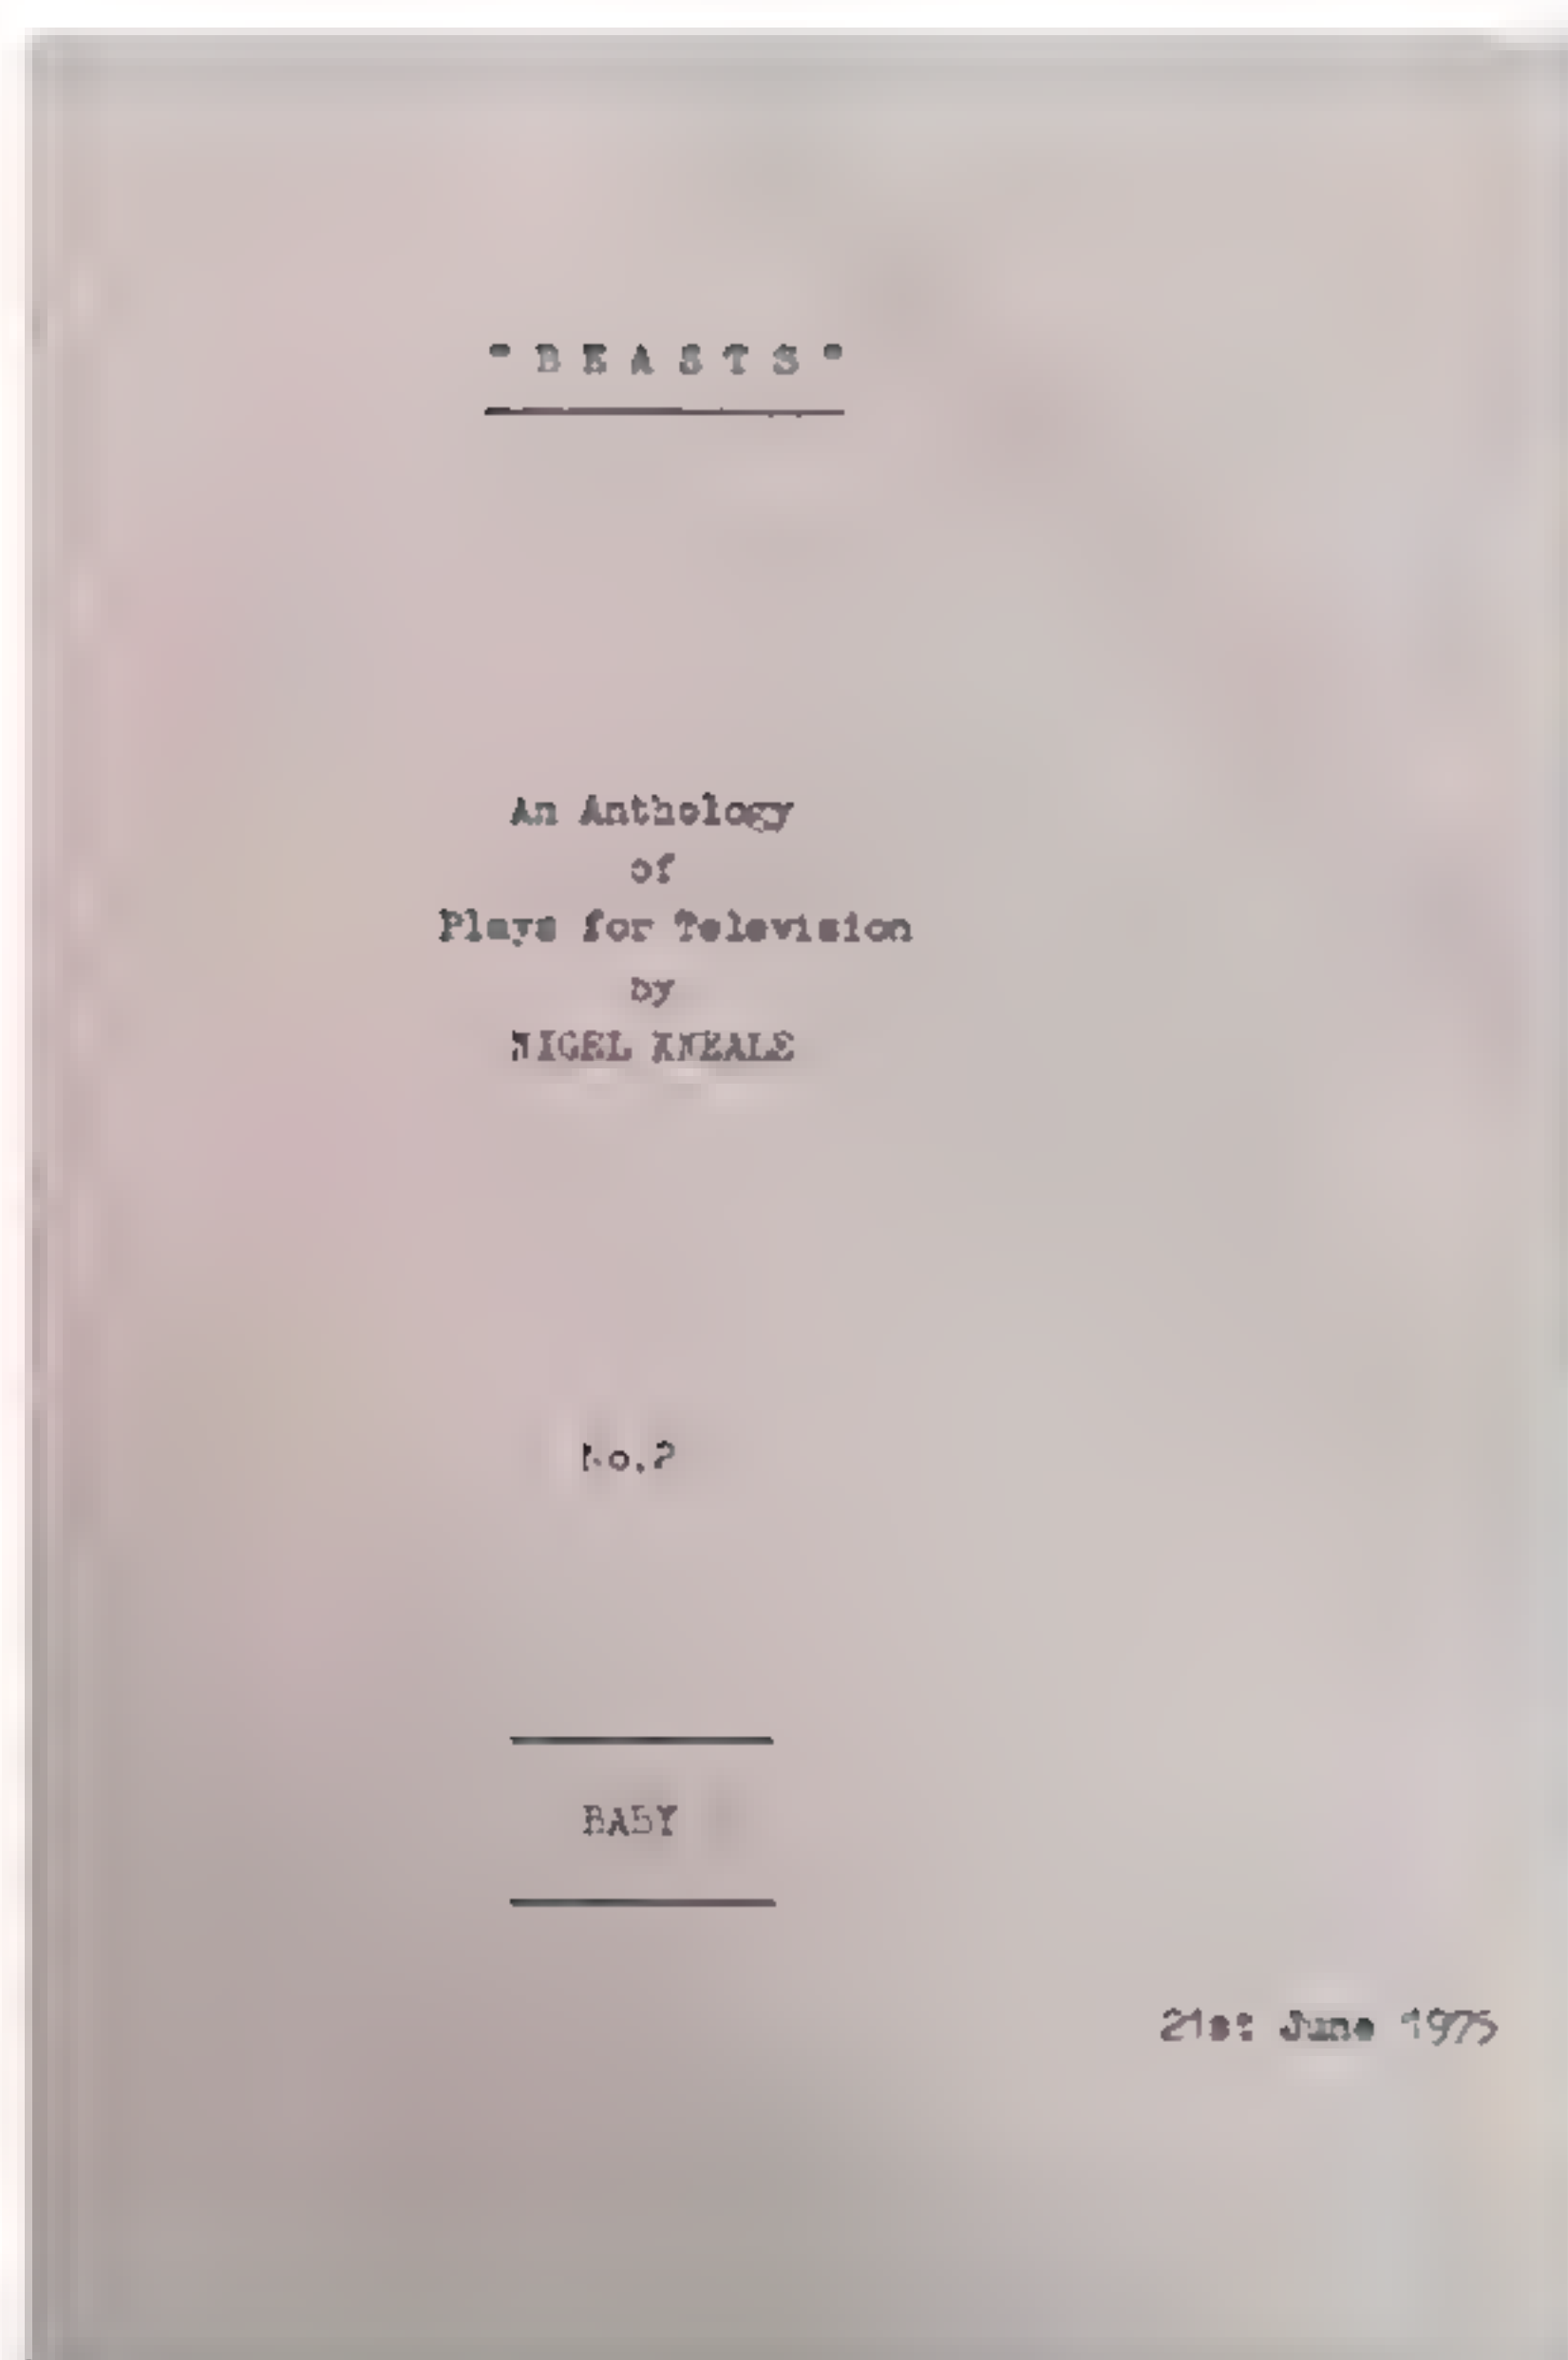 "BEASTS"
An Anthology
of
Plays for Television
by
NIGEL KNEALE
No.2
BABY
21st June 1975